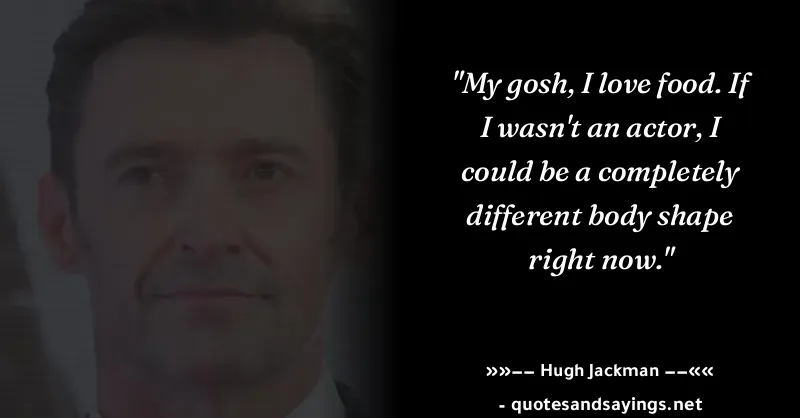 "My gosh, I love food. If
I wasn't an actor, I
could be a completely
different body shape
right now."
»»−− Hugh Jackman −−««
- quotesandsayings.net